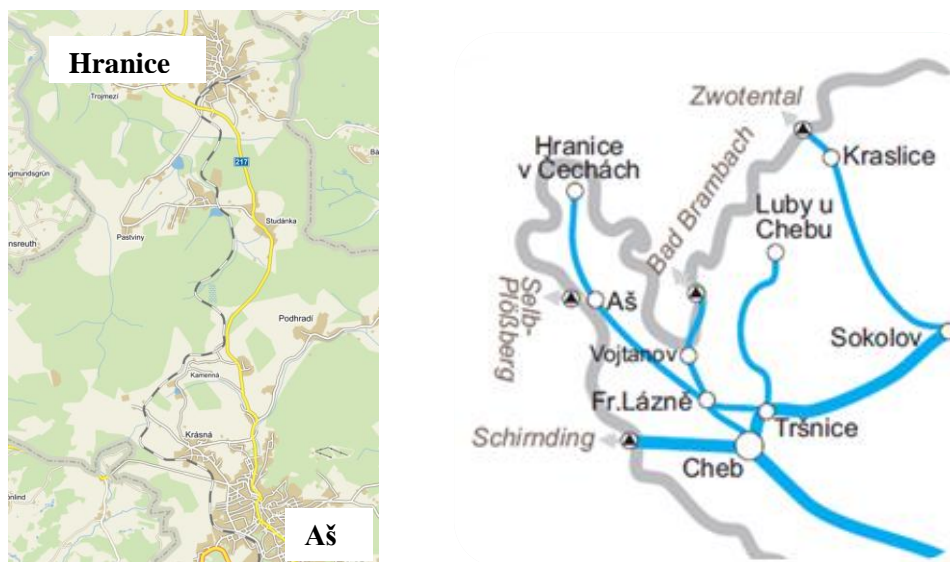 Hranice
Trojmezí
217
Studánka
Pastviny
Podhradí
Kamenná
Krásná
Aš
Zwotental
Hranice
v Čechách
Kraslice
Bad Brambach
Luby u
Chebu
Selb-
Plößberg
Aš
Sokolov
Vojtanov
Fr.Lázně
Tršnice
Schirnding
Cheb